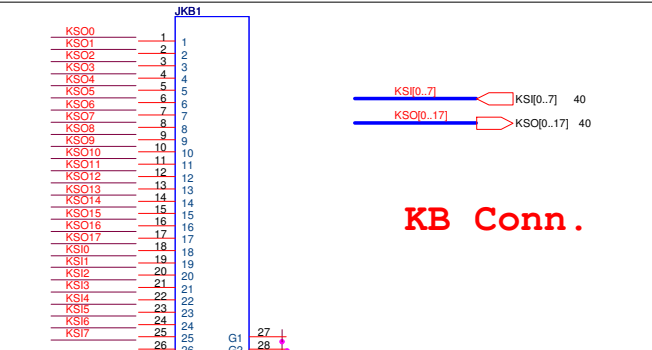 JKB1
KSO0 1 1
KSO1 2 2
KSO2 3 3
KSO3 4 4
KSO4 5 5
KSO5 6 6
KSO6 7 7
KSO7 8 8
KSO8 9 9
KSO9 10 10
KSO10 11 11
KSO11 12 12
KSO12 13 13
KSO13 14 14
KSO14 15 15
KSO15 16 16
KSO16 17 17
KSO17 18 18
KSI0 19 19
KSI1 20 20
KSI2 21 21
KSI3 22 22
KSI4 23 23
KSI5 24 24
KSI6 25 25
KSI7 26 26
G1 27
G2 28
KSI[0..7] KSI[0..7] 40
KSO[0..17] KSO[0..17] 40
KB Conn.